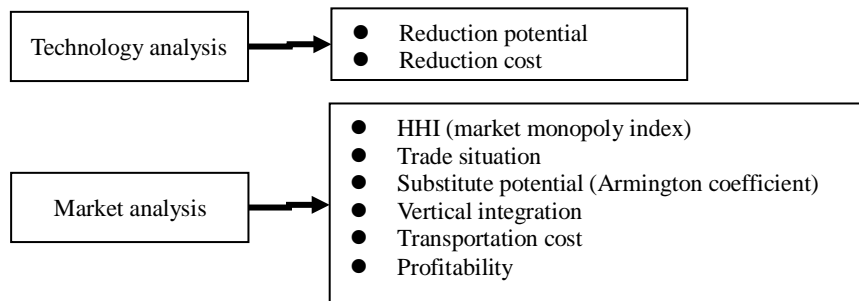 Technology analysis
● Reduction potential
● Reduction cost
Market analysis
● HHI (market monopoly index)
● Trade situation
● Substitute potential (Armington coefficient)
● Vertical integration
● Transportation cost
● Profitability